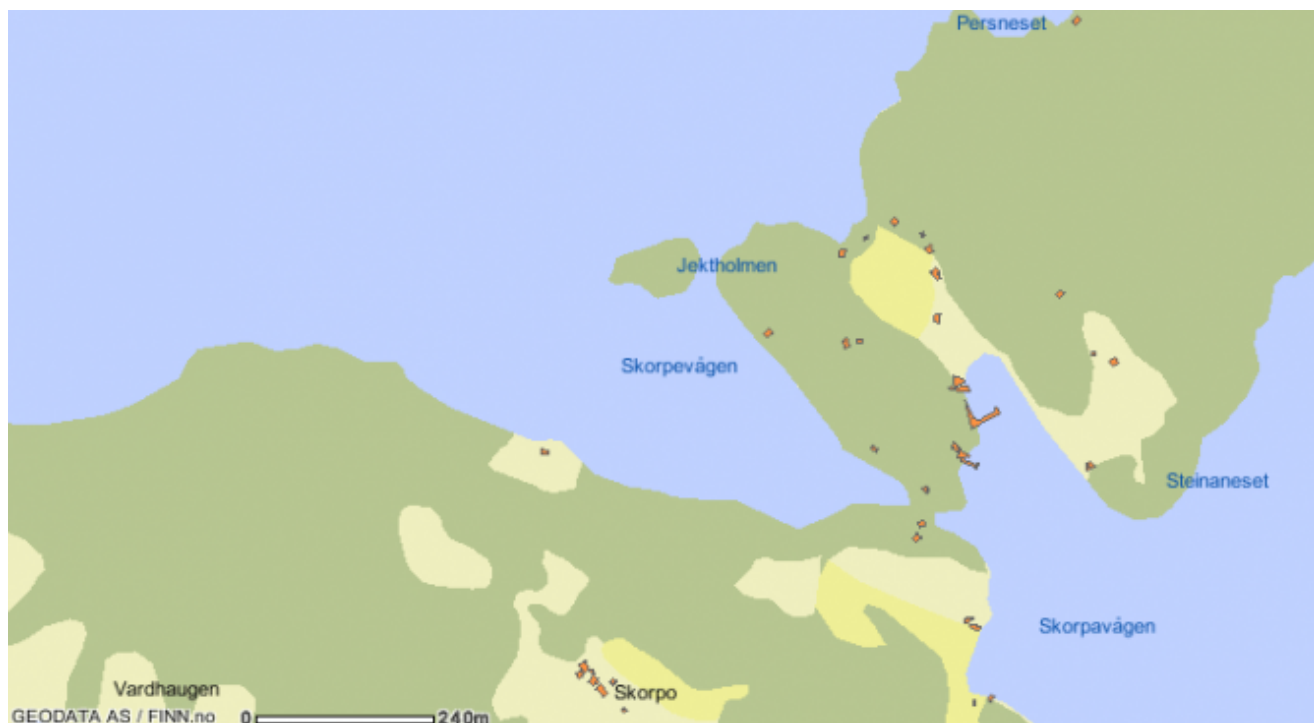 Persneset
Jektholmen
Skorpevågen
Steinaneset
Skorpavågen
Vardhaugen
Skorpo
GEODATA AS / FINN.no 0 240m